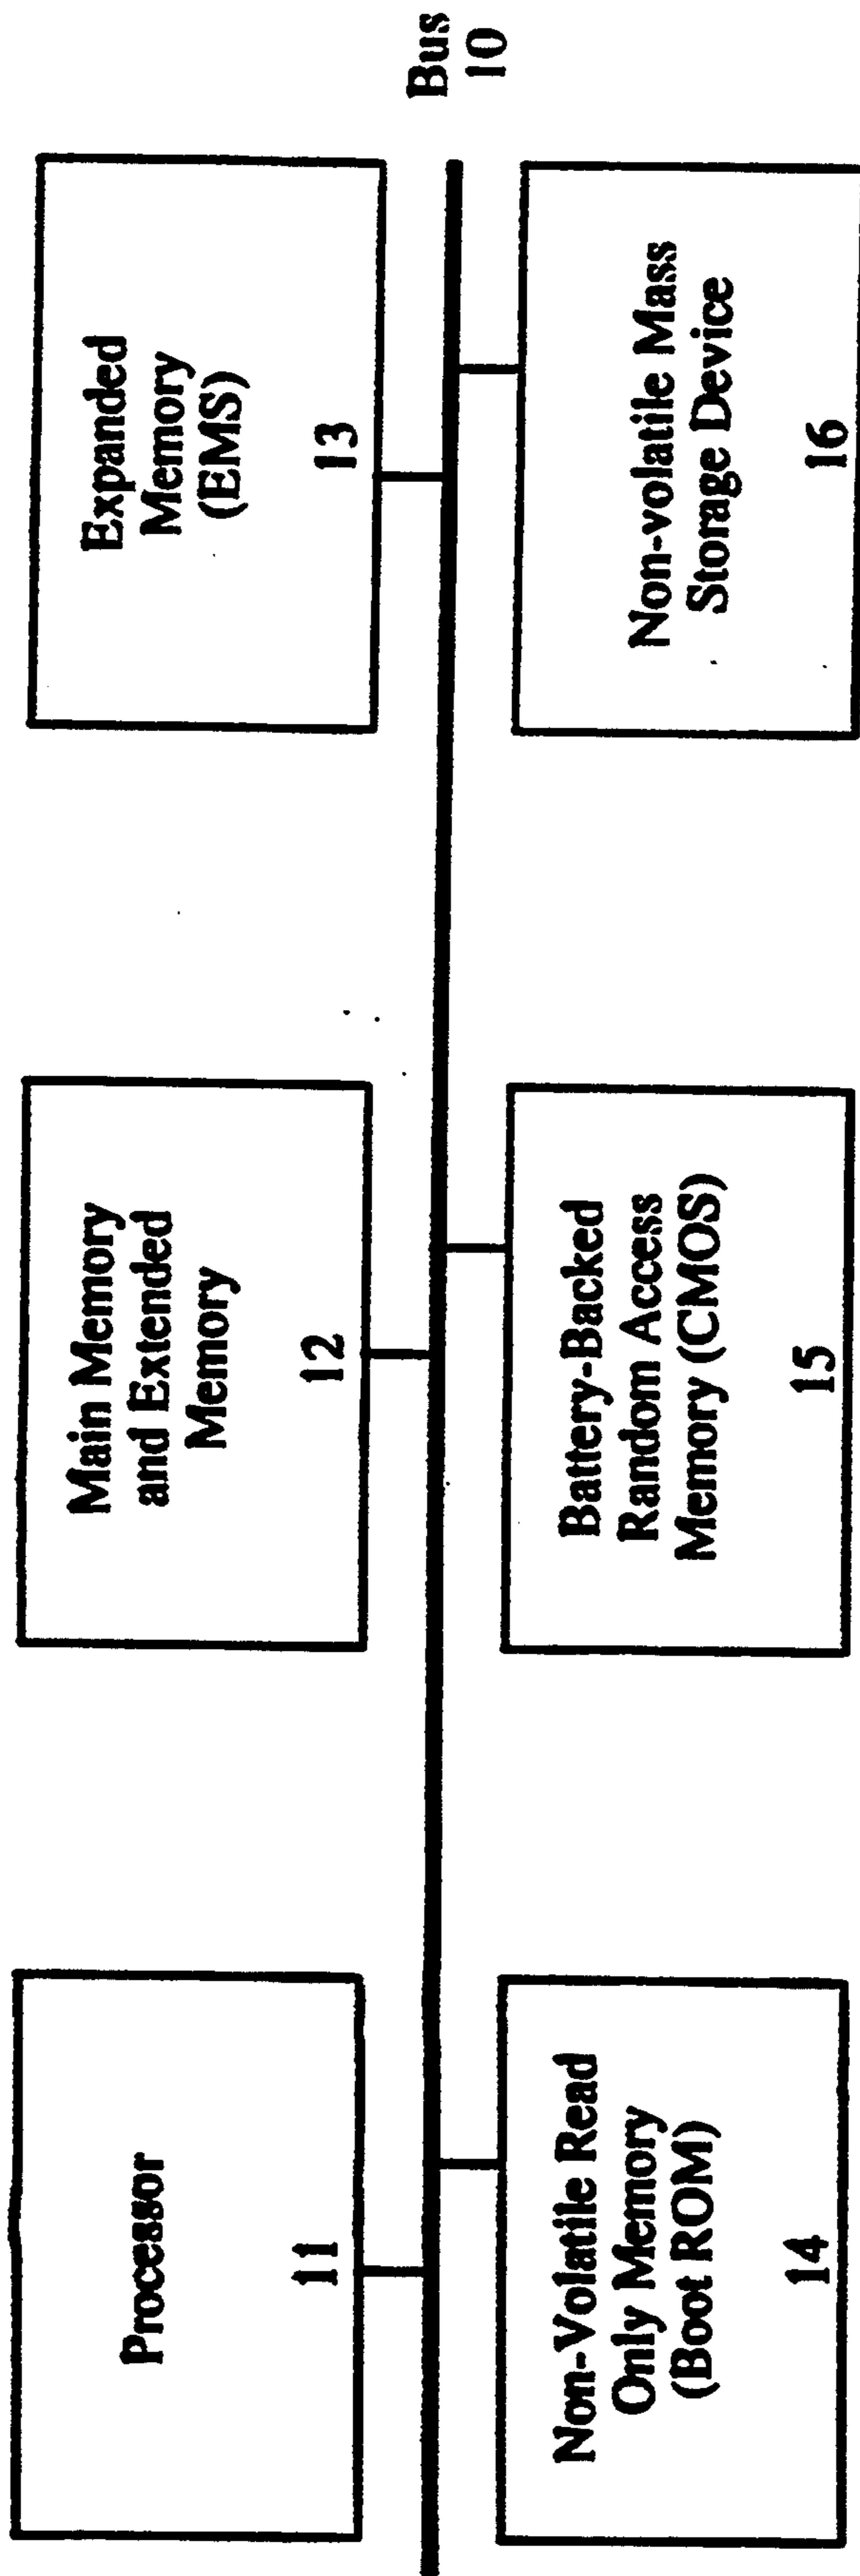 Processor
11
Main Memory
and Extended
Memory
12
Expanded
Memory
(EMS)
13
Bus
10
Non-Volatile Read
Only Memory
(Boot ROM)
14
Battery-Backed
Random Access
Memory (CMOS)
15
Non-volatile Mass
Storage Device
16